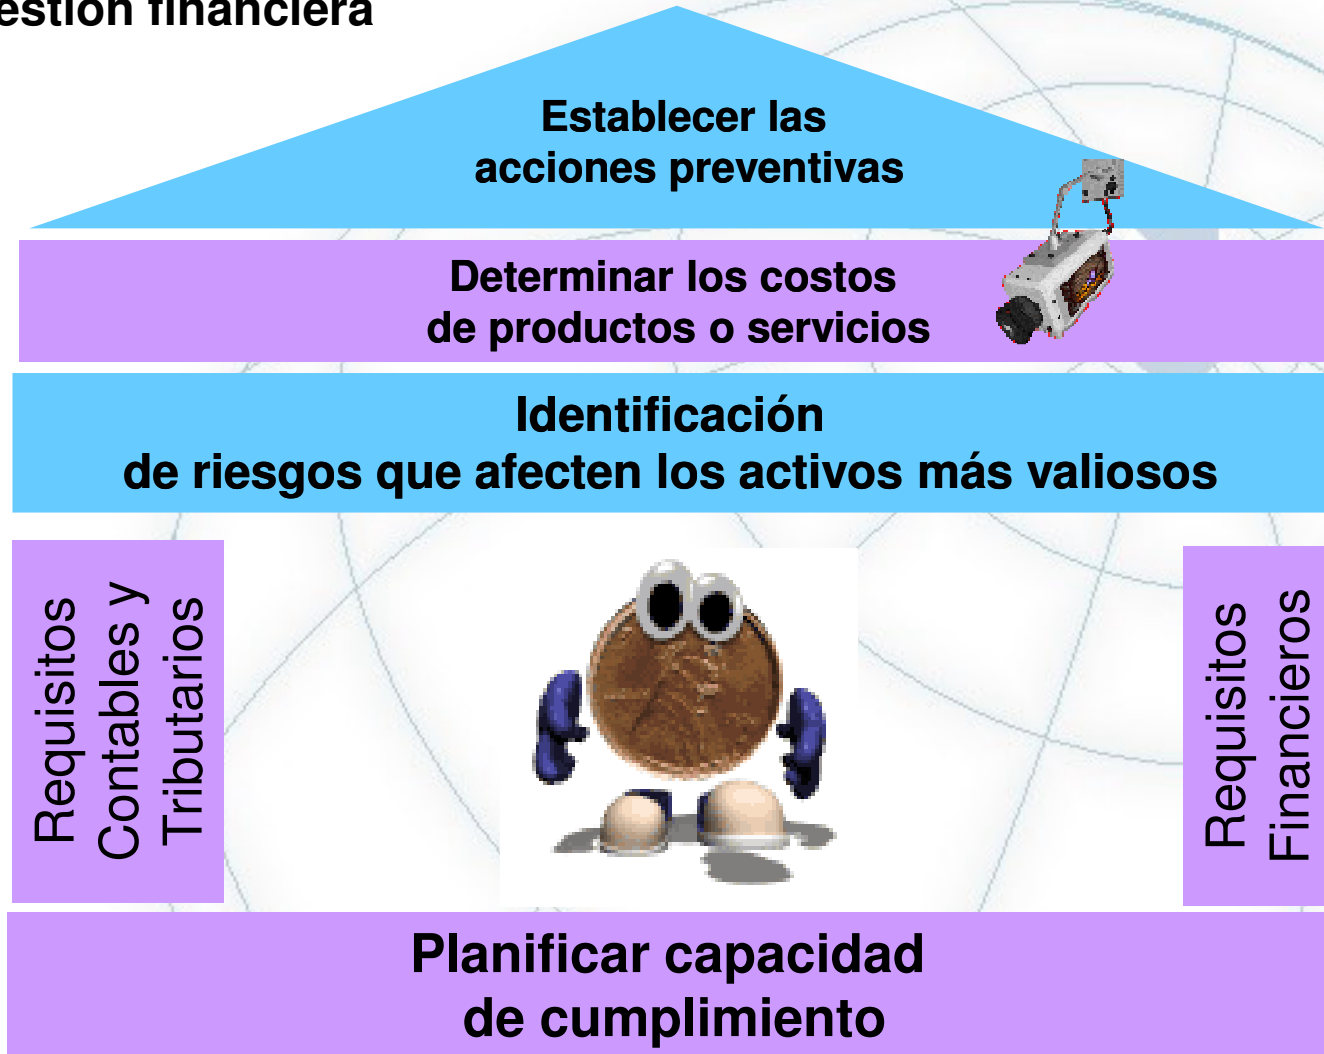 estión financiera
Establecer las
acciones preventivas
Determinar los costos
de productos o servicios
Identificación
de riesgos que afecten los activos más valiosos
Requisitos
Contables y
Tributarios
Requisitos
Financieros
Planificar capacidad
de cumplimiento